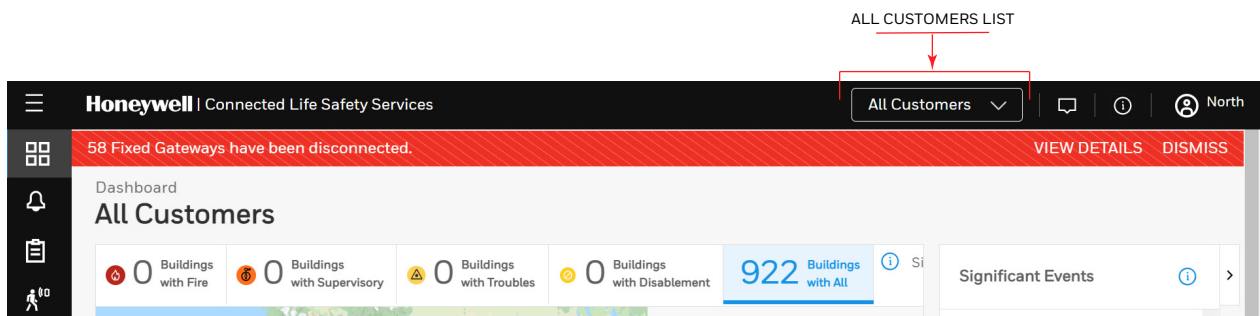 ALL CUSTOMERS LIST
Honeywell | Connected Life Safety Services
All Customers
North
58 Fixed Gateways have been disconnected.
VIEW DETAILS
DISMISS
Dashboard
All Customers
0 Buildings
with Fire
0 Buildings
with Supervisory
0 Buildings
with Troubles
0 Buildings
with Disablement
922 Buildings
with All
Si
Significant Events